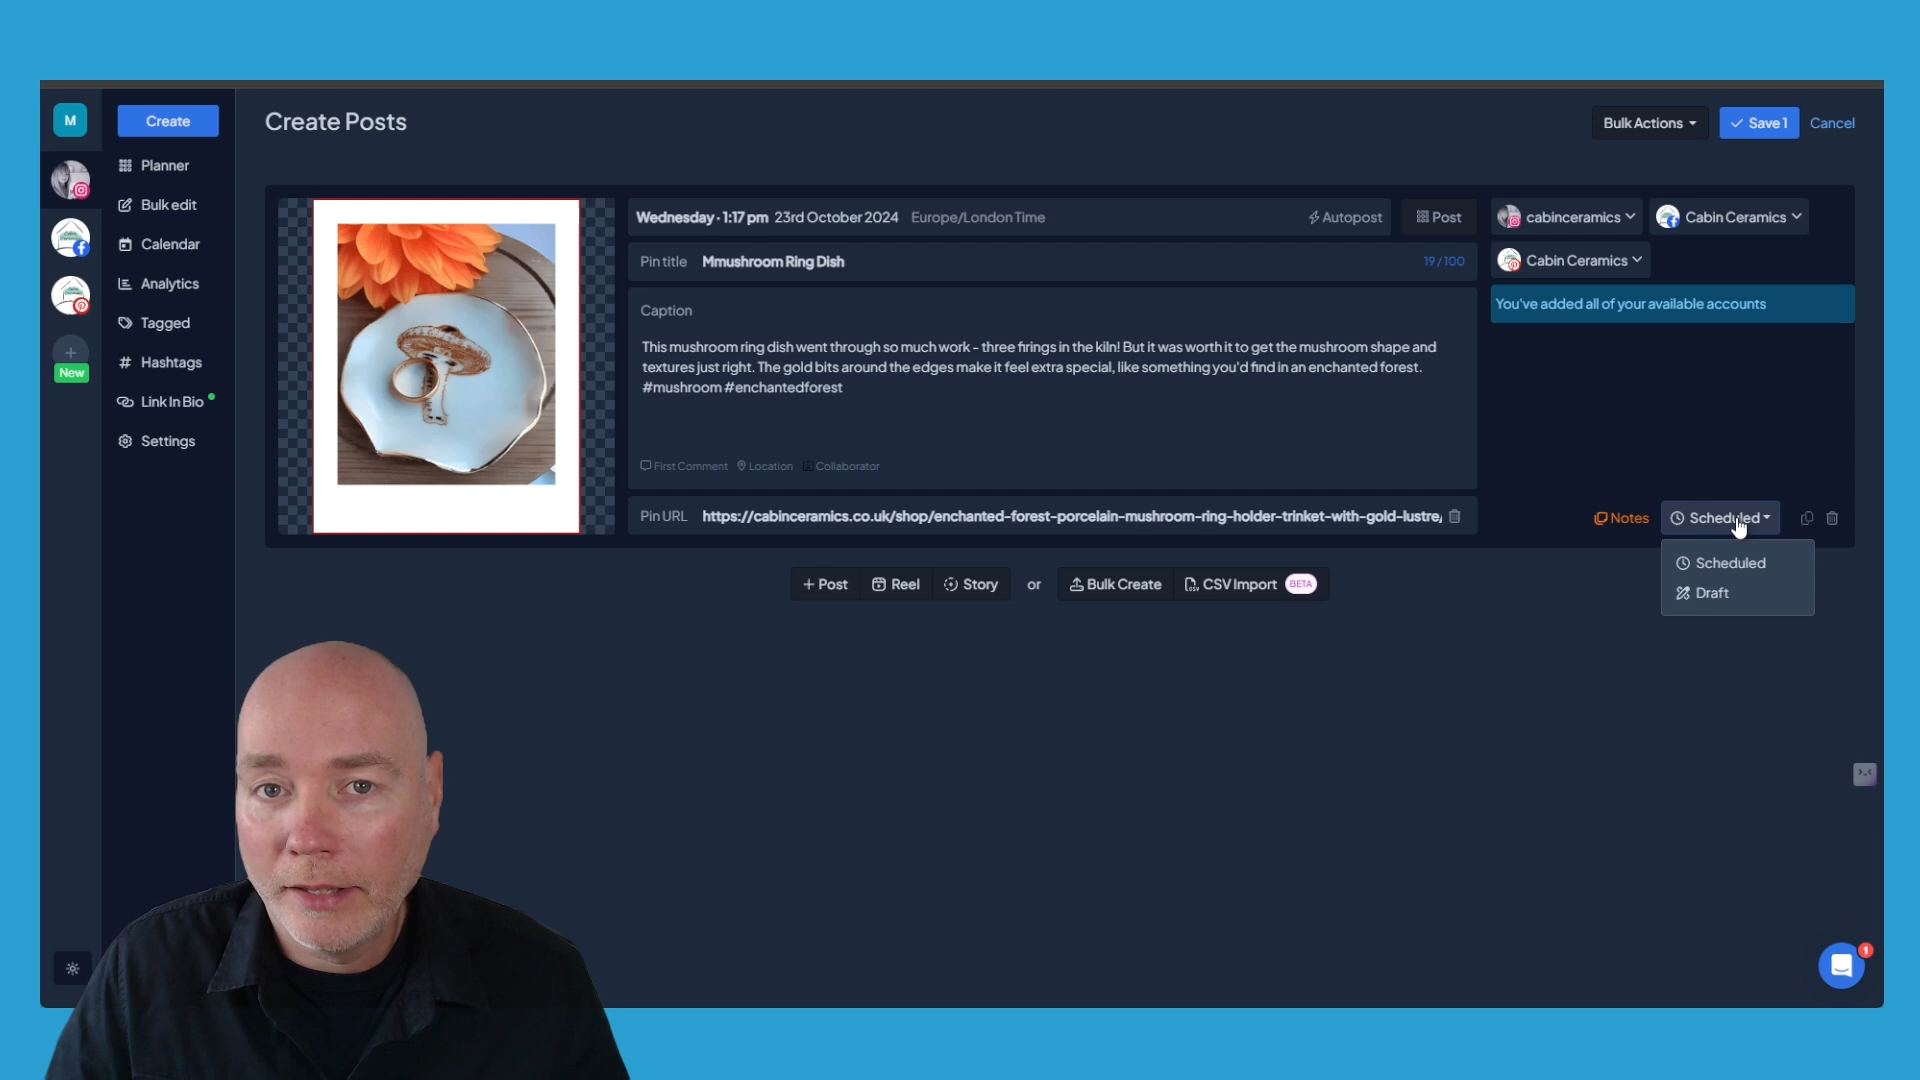 M
Create
Planner
Bulk edit
Calendar
Analytics
Tagged
# Hashtags
Link In Bio
Settings
+
New
Create Posts
Bulk Actions
Save 1
Cancel
Wednesday · 1:17 pm 23rd October 2024 Europe/London Time
Autopost
Post
Pin title Mmushroom Ring Dish 19 / 100
Caption
This mushroom ring dish went through so much work - three firings in the kiln! But it was worth it to get the mushroom shape and
textures just right. The gold bits around the edges make it feel extra special, like something you'd find in an enchanted forest.
#mushroom #enchantedforest
First Comment Location Collaborator
Pin URL https://cabinceramics.co.uk/shop/enchanted-forest-porcelain-mushroom-ring-holder-trinket-with-gold-lustre/
cabinceramics
Cabin Ceramics
Cabin Ceramics
You've added all of your available accounts
Notes
Scheduled
Scheduled
Draft
+ Post Reel Story or Bulk Create CSV Import BETA
1